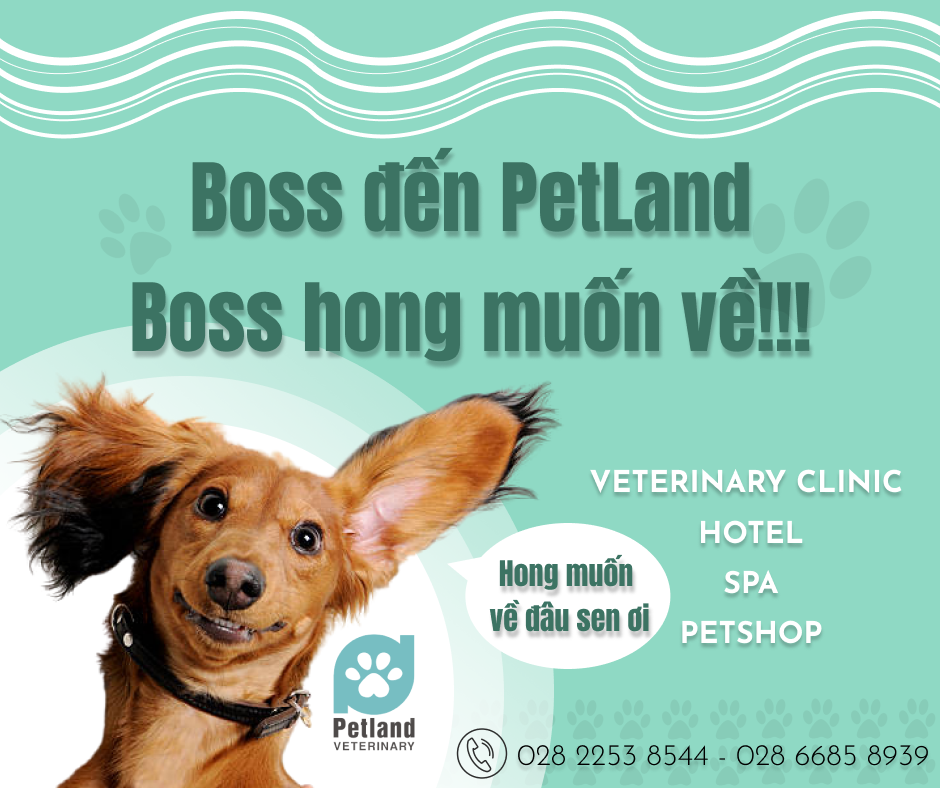 Boss đến PetLand
Boss hong muốn về!!!
VETERINARY CLINIC
HOTEL
SPA
PETSHOP
Hong muốn
về đâu sen ơi
Petland
VETERINARY
028 2253 8544 - 028 6685 8939